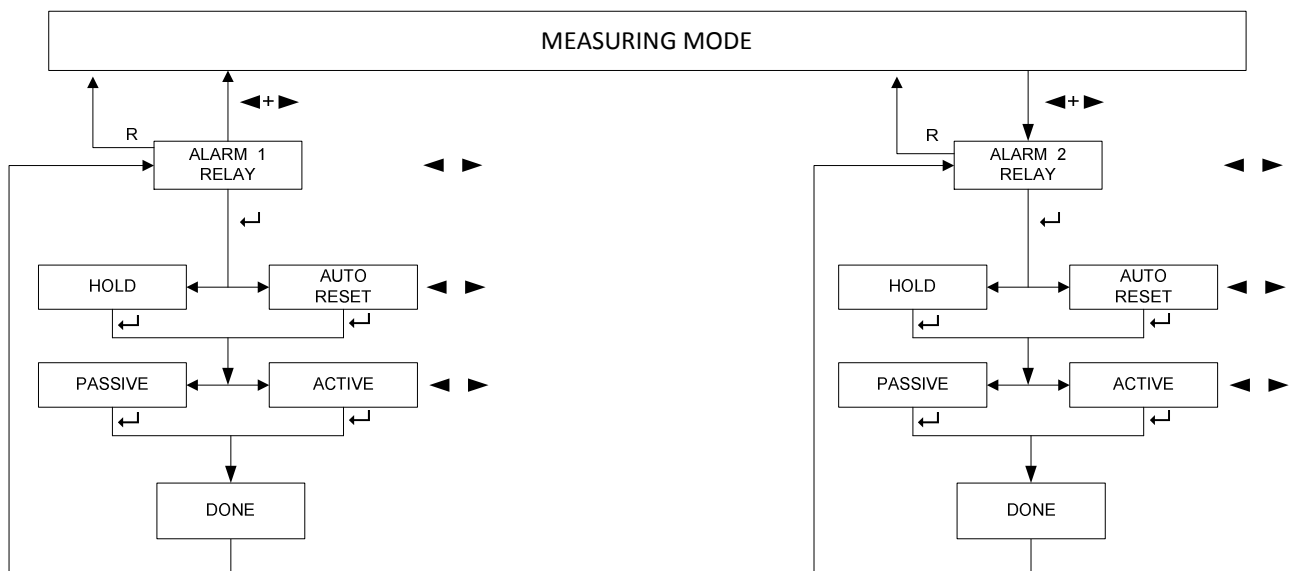 MEASURING MODE
◄+►
◄+►
R
R
ALARM 1
RELAY
◄ ►
ALARM 2
RELAY
◄ ►
↵
↵
HOLD
AUTO
RESET
◄ ►
HOLD
AUTO
RESET
◄ ►
↵
↵
↵
↵
PASSIVE
ACTIVE
◄ ►
PASSIVE
ACTIVE
◄ ►
↵
↵
↵
↵
DONE
DONE